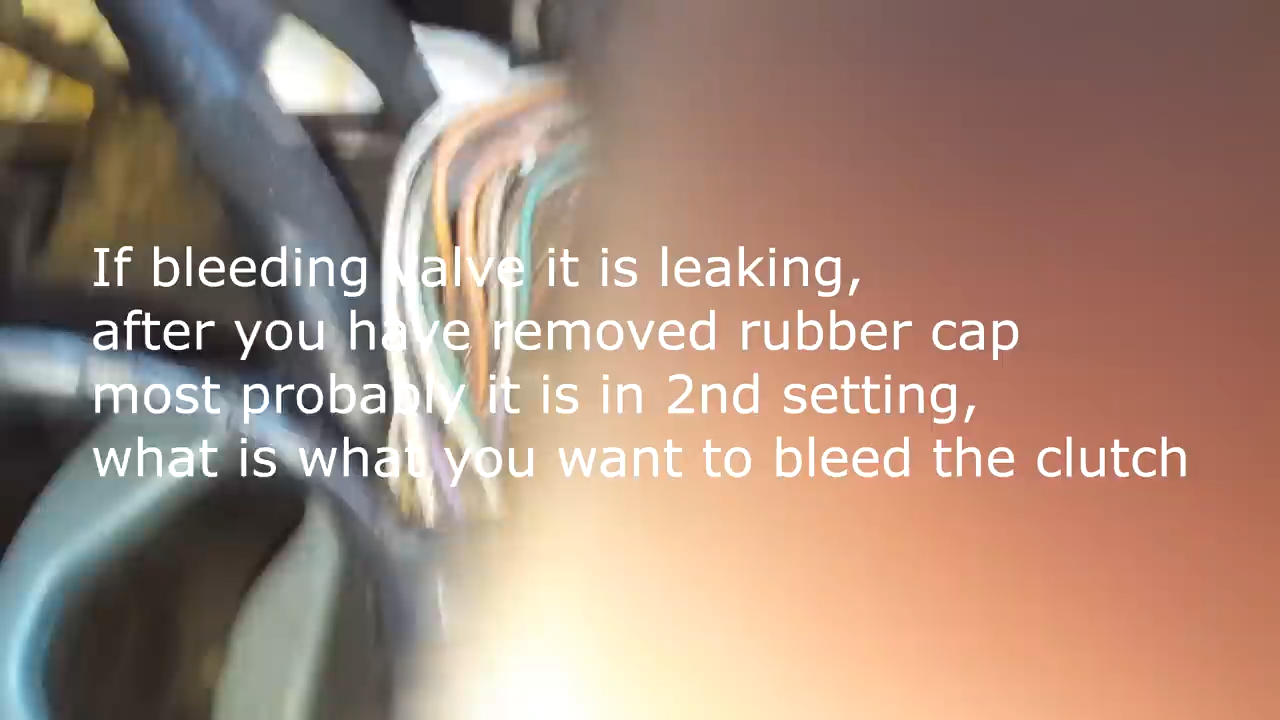 If bleeding valve it is leaking,
after you have removed rubber cap
most probably it is in 2nd setting,
what is what you want to bleed the clutch